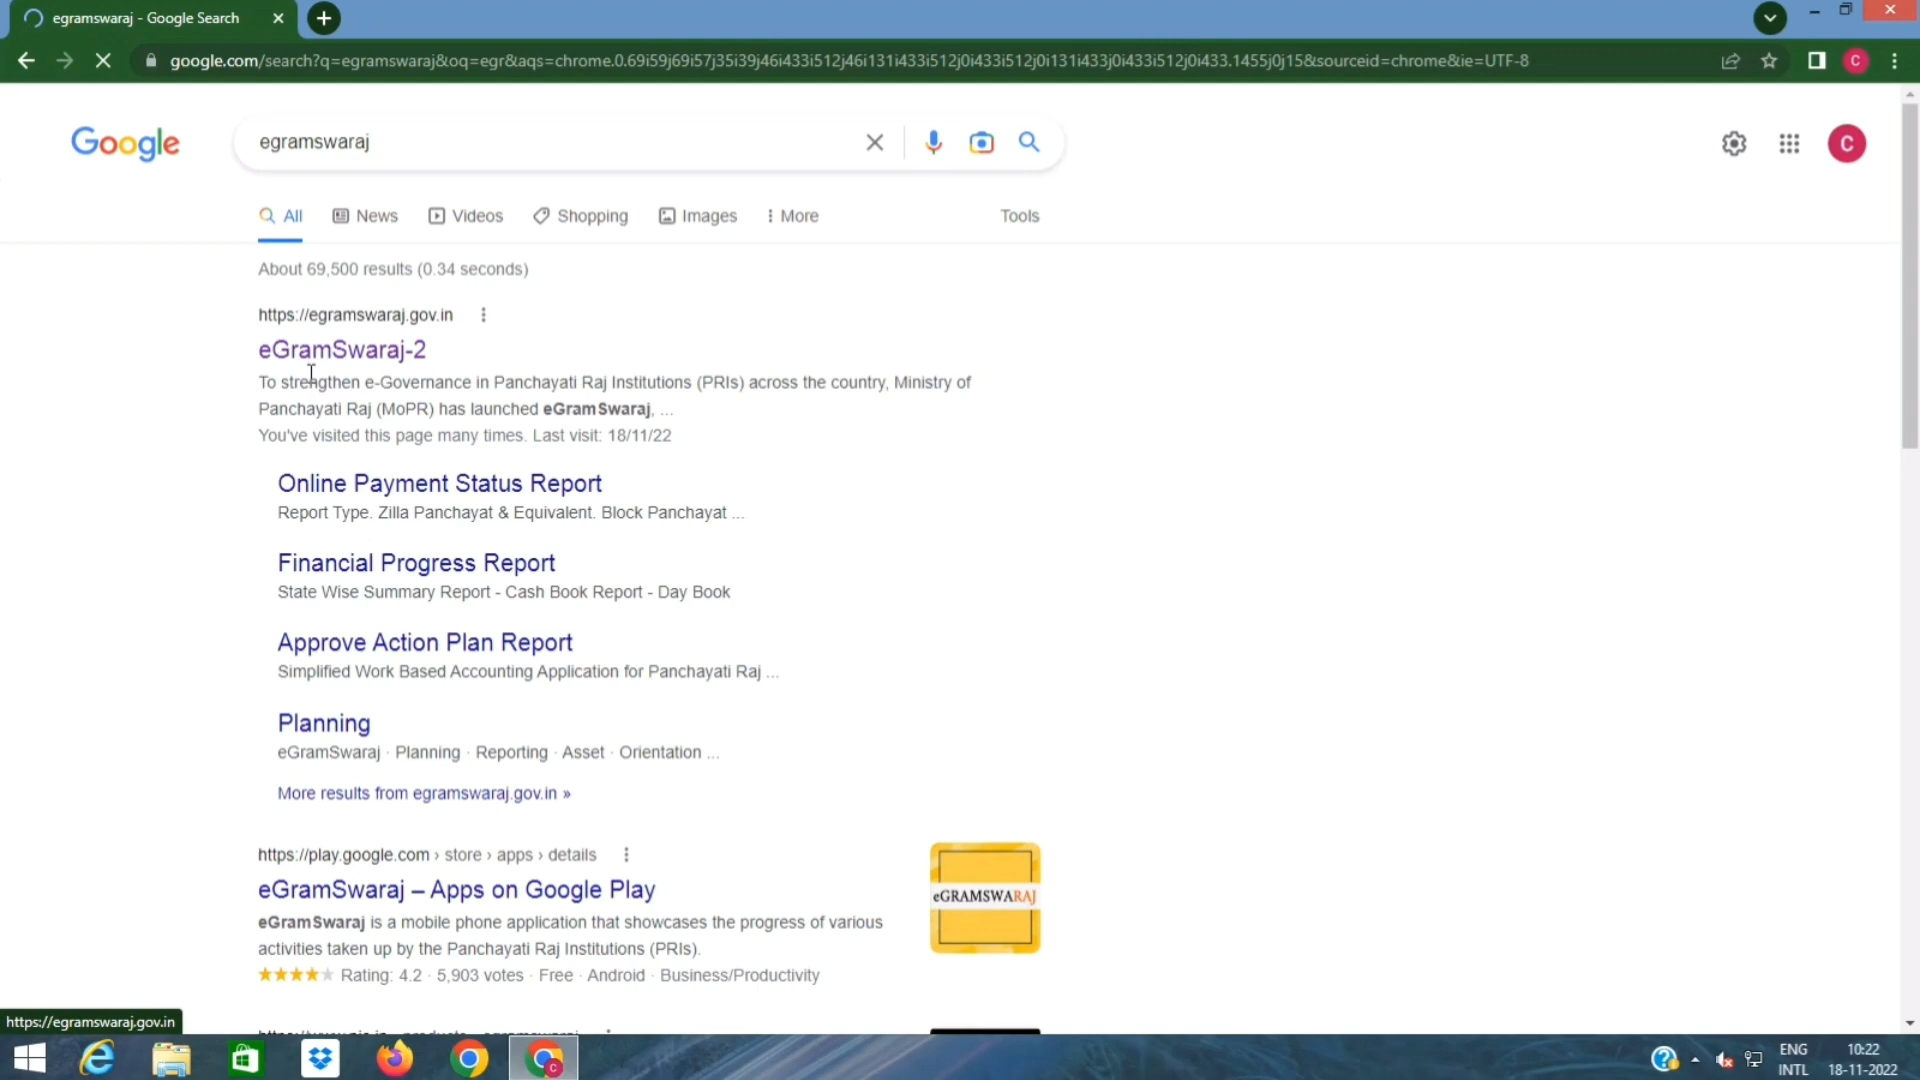 egramswaraj - Google Search
google.com/search?q=egramswaraj&oq=egr&aqs=chrome.0.69i59j69i57j35i39j46i433i512j46i131i433i512j0i433i512j0i131i433j0i433i512j0i433.1455j0j15&sourceid=chrome&ie=UTF-8
C
Google
egramswaraj
C
All
News
Videos
Shopping
Images
More
Tools
About 69,500 results (0.34 seconds)
https://egramswaraj.gov.in
eGramSwaraj-2
To strengthen e-Governance in Panchayati Raj Institutions (PRIs) across the country, Ministry of
Panchayati Raj (MoPR) has launched eGramSwaraj, ...
You've visited this page many times. Last visit: 18/11/22
Online Payment Status Report
Report Type. Zilla Panchayat & Equivalent. Block Panchayat ...
Financial Progress Report
State Wise Summary Report - Cash Book Report - Day Book
Approve Action Plan Report
Simplified Work Based Accounting Application for Panchayati Raj ...
Planning
eGramSwaraj · Planning · Reporting · Asset · Orientation ...
More results from egramswaraj.gov.in »
https://play.google.com › store › apps › details
eGramSwaraj – Apps on Google Play
eGramSwaraj is a mobile phone application that showcases the progress of various
activities taken up by the Panchayati Raj Institutions (PRIs).
Rating: 4.2 · 5,903 votes · Free · Android · Business/Productivity
eGRAMSWARAJ
https://egramswaraj.gov.in
C
ENG
INTL
10:22
18-11-2022